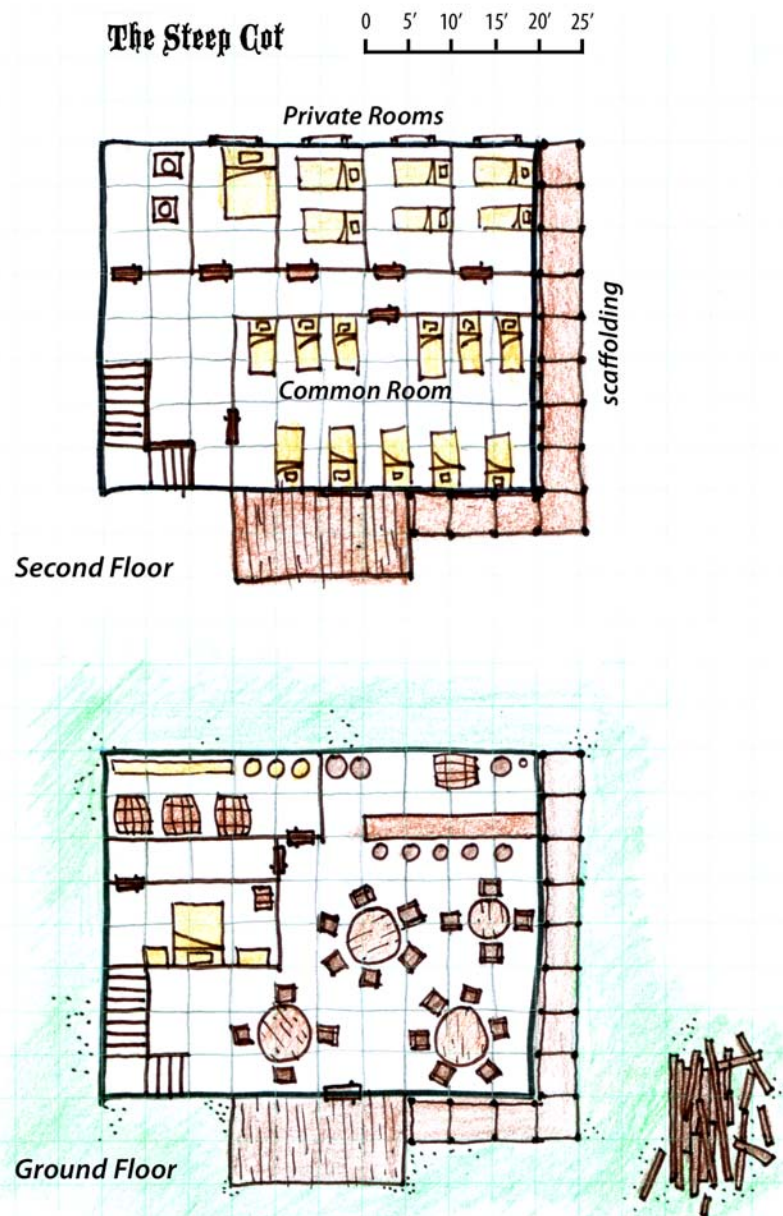 The Steep Cot
0 5' 10' 15' 20' 25'
Private Rooms
scaffolding
Common Room
Second Floor
Ground Floor